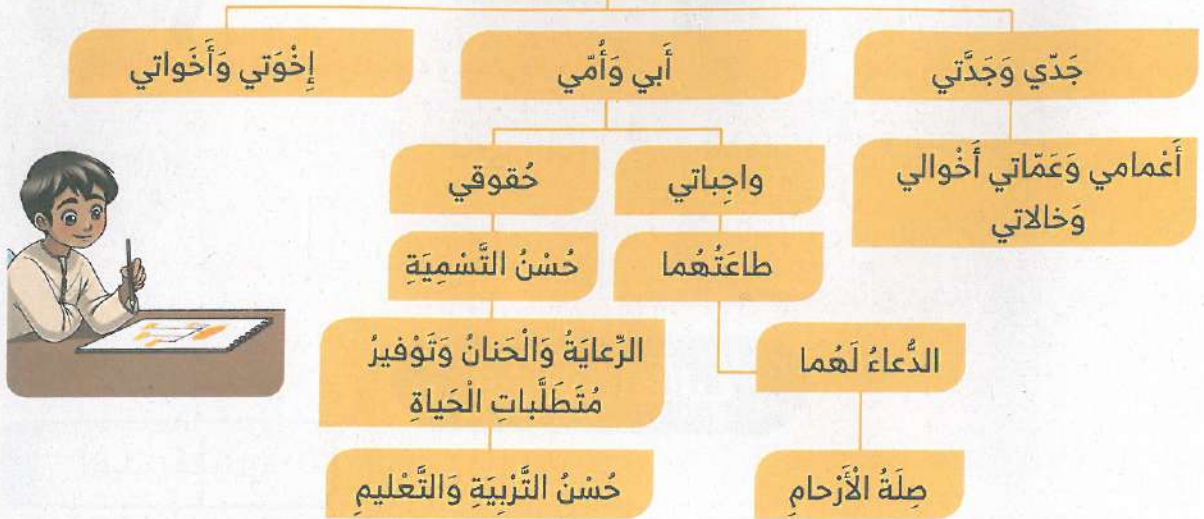 جَدّي وَجَدَّتي
أَبي وَأُمّي
إِخْوَتي وَأَخَواتي
أَعْمامي وَعَمّاتي أَخْوالي
وَخالاتي
واجِباتي
حُقوقي
طاعَتُهُما
حُسْنُ التَّسْمِيَةِ
الدُّعاءُ لَهُما
الرِّعايَةُ وَالْحَنانُ وَتَوْفيرُ
مُتَطَلَّباتِ الْحَياةِ
صِلَةُ الْأَرْحامِ
حُسْنُ التَّرْبِيَةِ وَالتَّعْليمِ